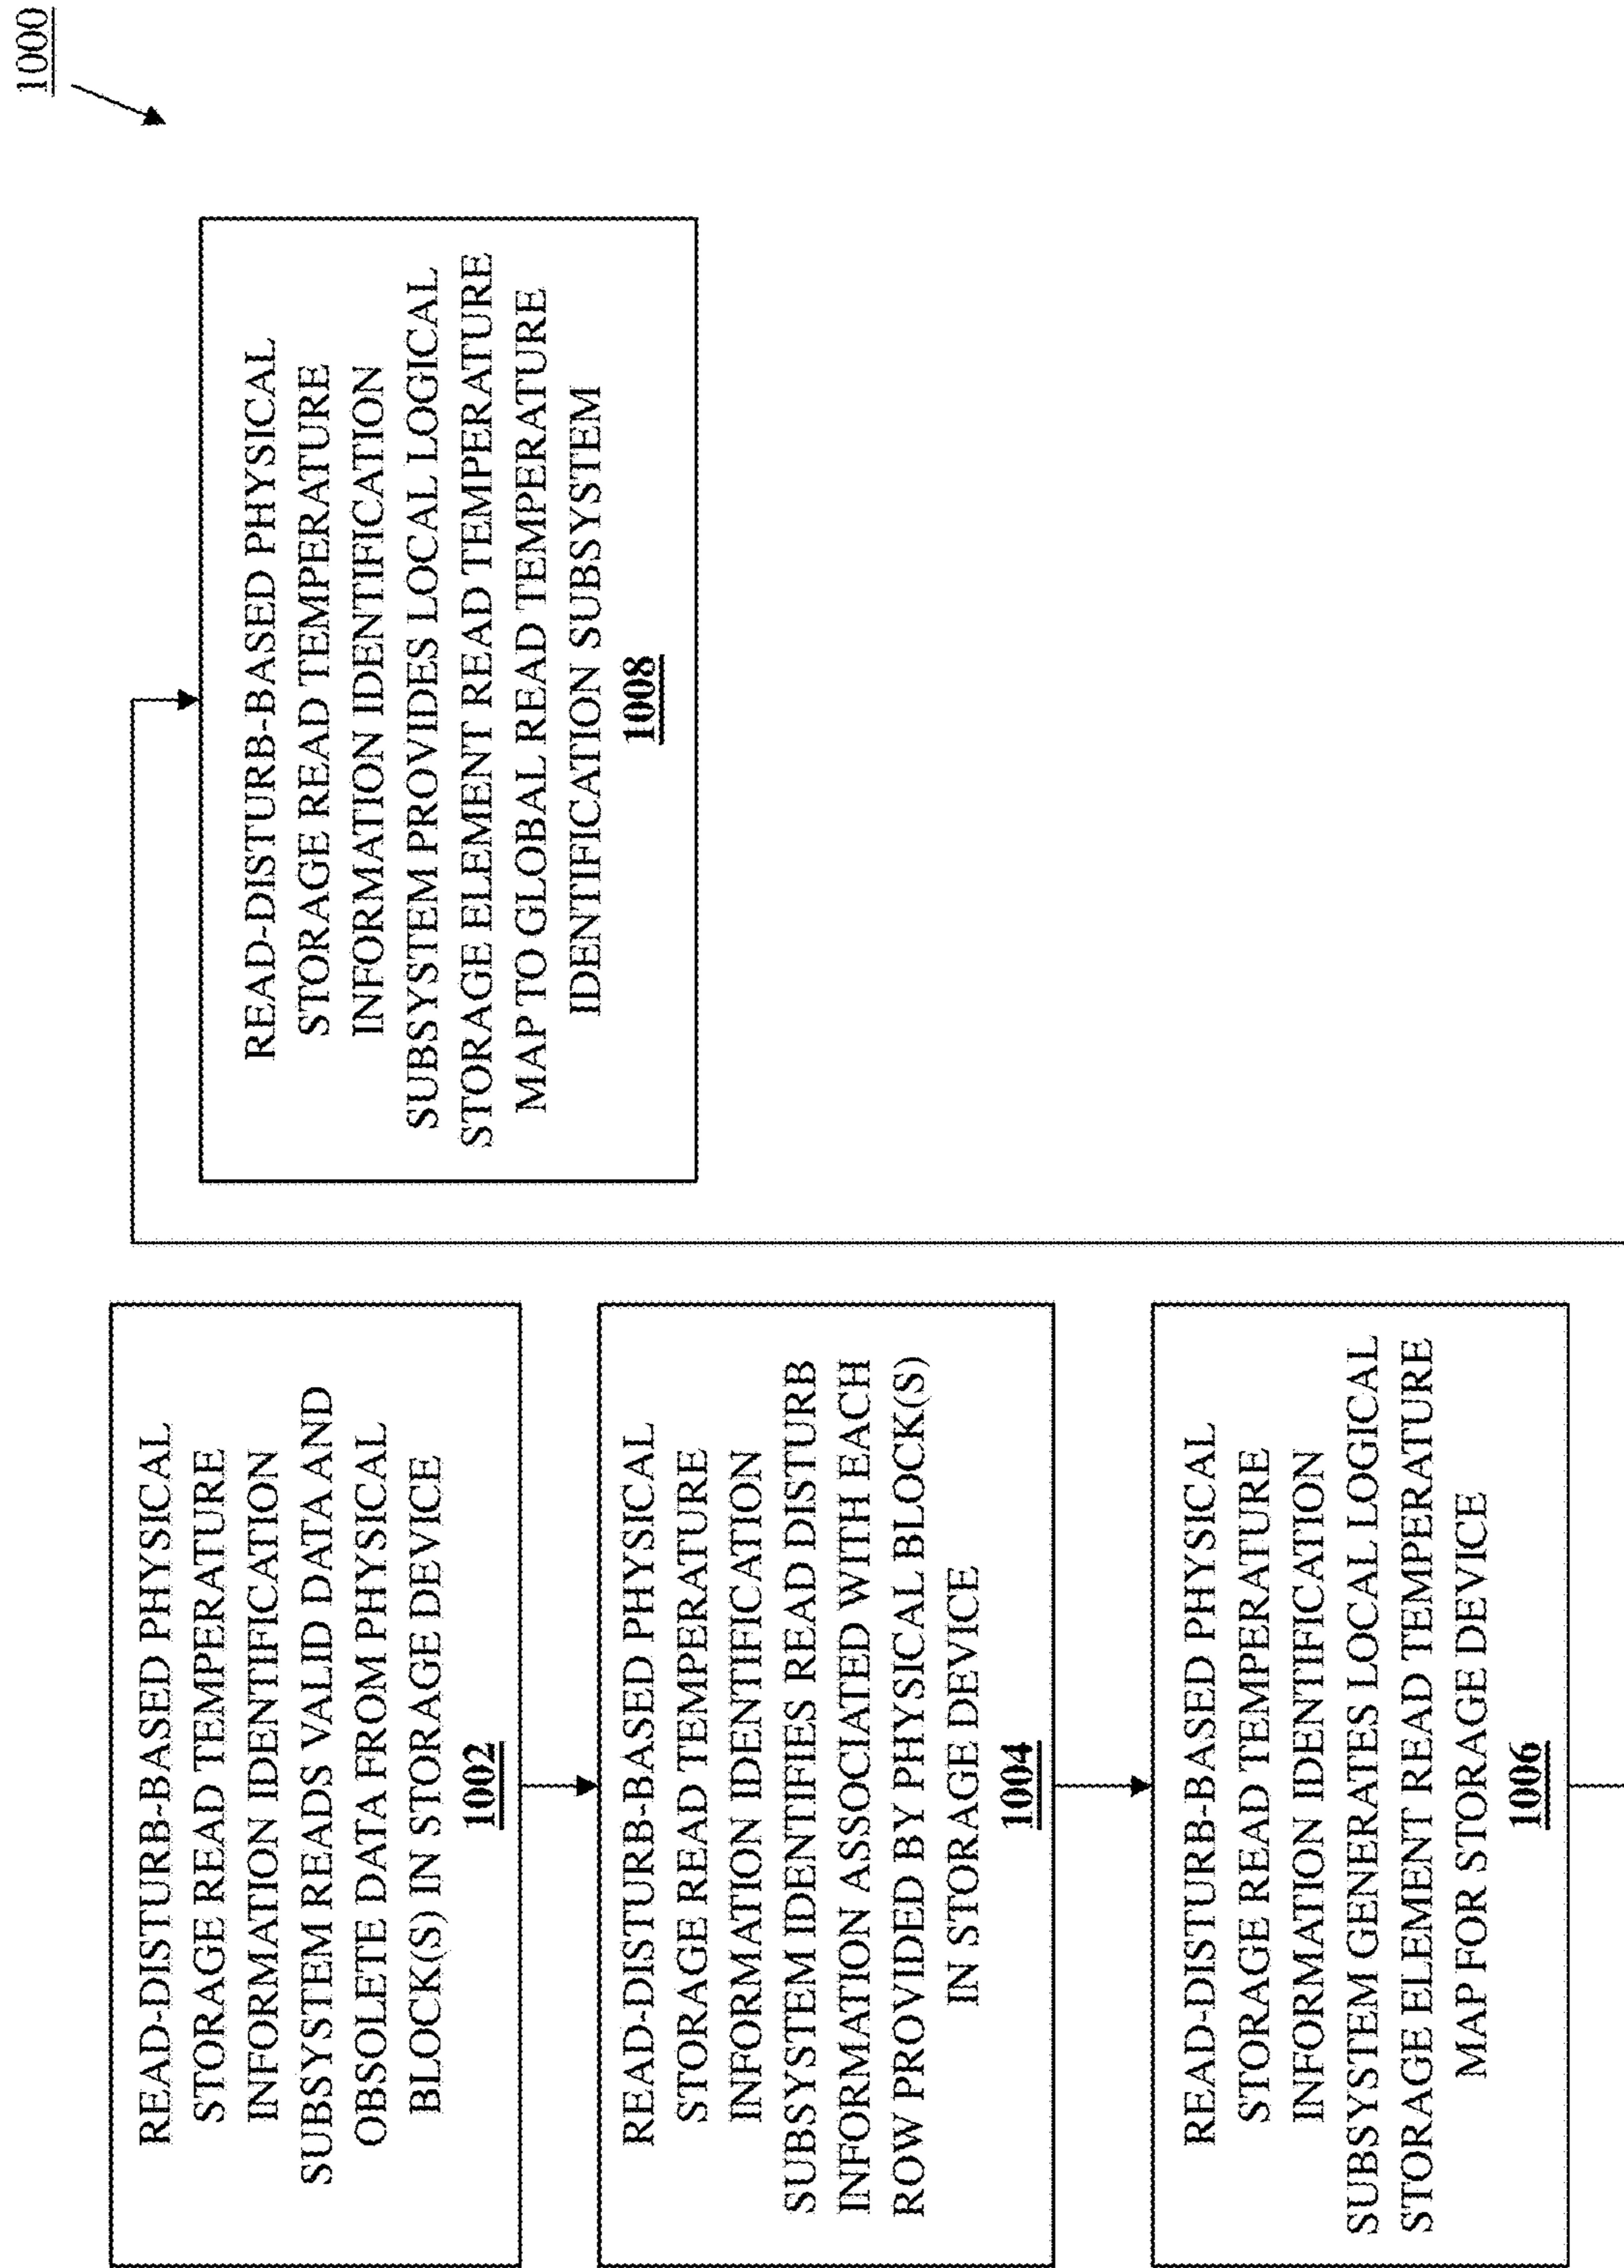 1000
READ-DISTURB-BASED PHYSICAL
STORAGE READ TEMPERATURE
INFORMATION IDENTIFICATION
SUBSYSTEM READS VALID DATA AND
OBSOLETE DATA FROM PHYSICAL
BLOCK(S) IN STORAGE DEVICE
1002
READ-DISTURB-BASED PHYSICAL
STORAGE READ TEMPERATURE
INFORMATION IDENTIFICATION
SUBSYSTEM IDENTIFIES READ DISTURB
INFORMATION ASSOCIATED WITH EACH
ROW PROVIDED BY PHYSICAL BLOCK(S)
IN STORAGE DEVICE
1004
READ-DISTURB-BASED PHYSICAL
STORAGE READ TEMPERATURE
INFORMATION IDENTIFICATION
SUBSYSTEM GENERATES LOCAL LOGICAL
STORAGE ELEMENT READ TEMPERATURE
MAP FOR STORAGE DEVICE
1006
READ-DISTURB-BASED PHYSICAL
STORAGE READ TEMPERATURE
INFORMATION IDENTIFICATION
SUBSYSTEM PROVIDES LOCAL LOGICAL
STORAGE ELEMENT READ TEMPERATURE
MAP TO GLOBAL READ TEMPERATURE
IDENTIFICATION SUBSYSTEM
1008